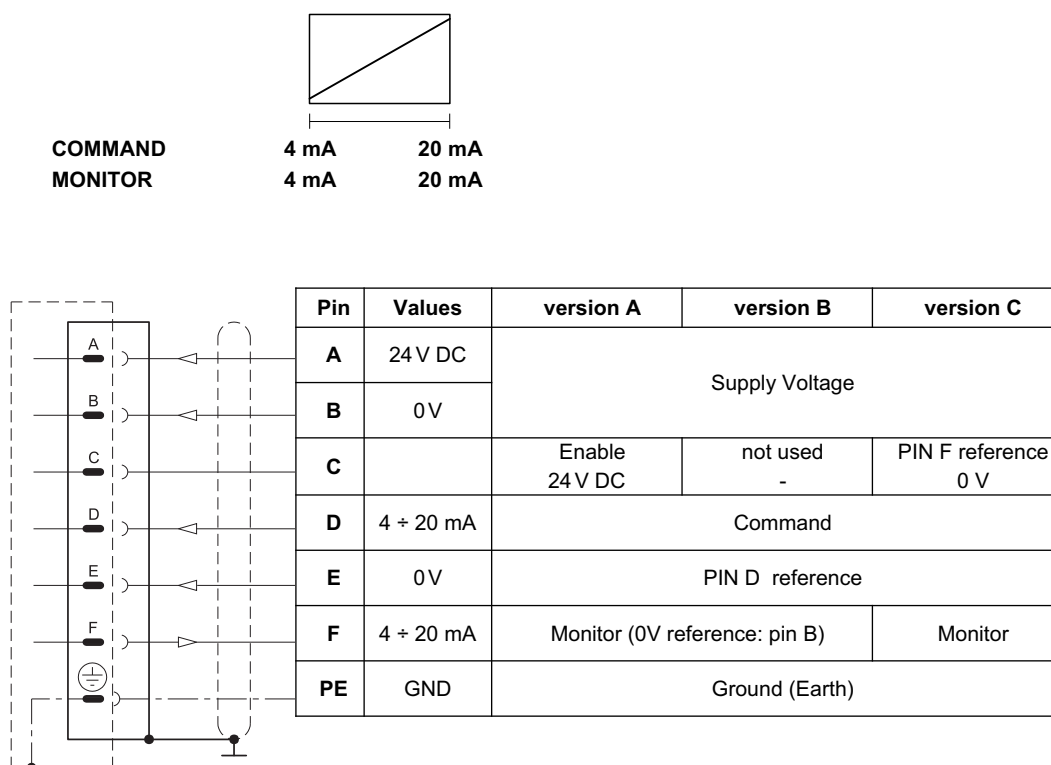 COMMAND 4 mA 20 mA
MONITOR 4 mA 20 mA
Pin Values version A version B version C
A A 24 V DC
Supply Voltage
B B 0 V
C C Enable not used PIN F reference
24 V DC - 0 V
D D 4 ÷ 20 mA Command
E E 0 V PIN D reference
F F 4 ÷ 20 mA Monitor (0V reference: pin B) Monitor
PE GND Ground (Earth)